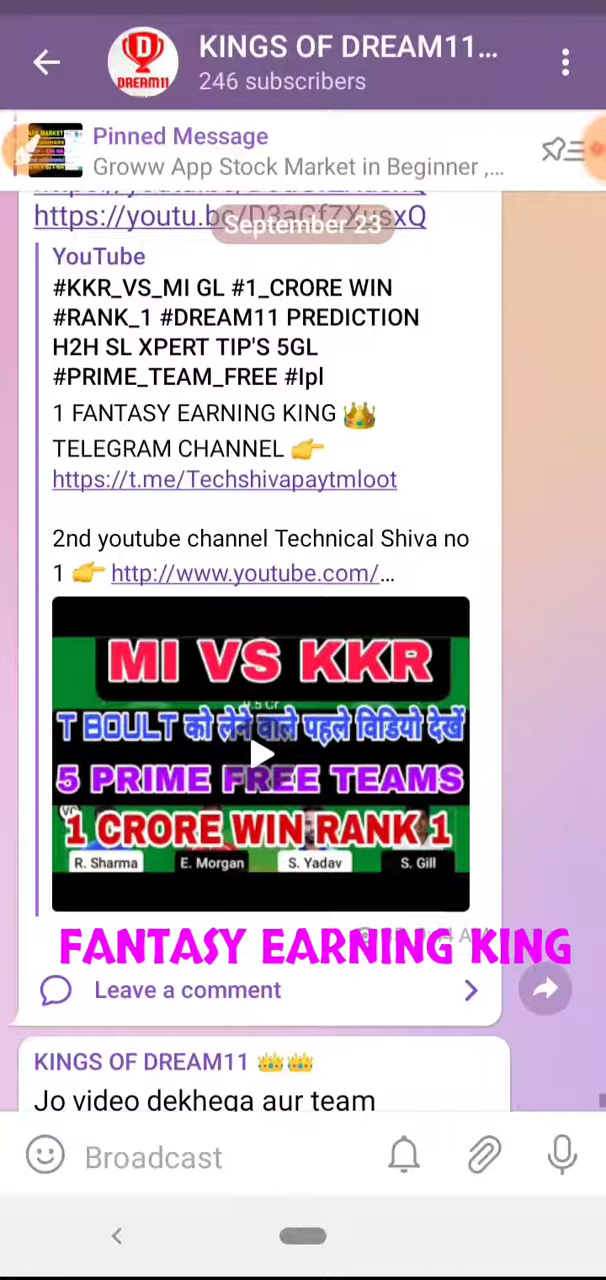 KINGS OF DREAM11...
246 subscribers
DREAM11
Pinned Message
Groww App Stock Market in Beginner ,...
September 23
YouTube
#KKR_VS_MI GL #1_CRORE WIN
#RANK_1 #DREAM11 PREDICTION
H2H SL XPERT TIP'S 5GL
#PRIME_TEAM_FREE #Ipl
1 FANTASY EARNING KING 👑
TELEGRAM CHANNEL 👉
https://t.me/Techshivapaytmloot
2nd youtube channel Technical Shiva no
1 👉 http://www.youtube.com/...
MI VS KKR
T BOULT को लेने वाले पहले विडियो देखें
5 PRIME FREE TEAMS
1 CRORE WIN RANK 1
R. Sharma E. Morgan S. Yadav S. Gill
FANTASY EARNING KING
Leave a comment
KINGS OF DREAM11 👑👑
Jo video dekhega aur team
Broadcast